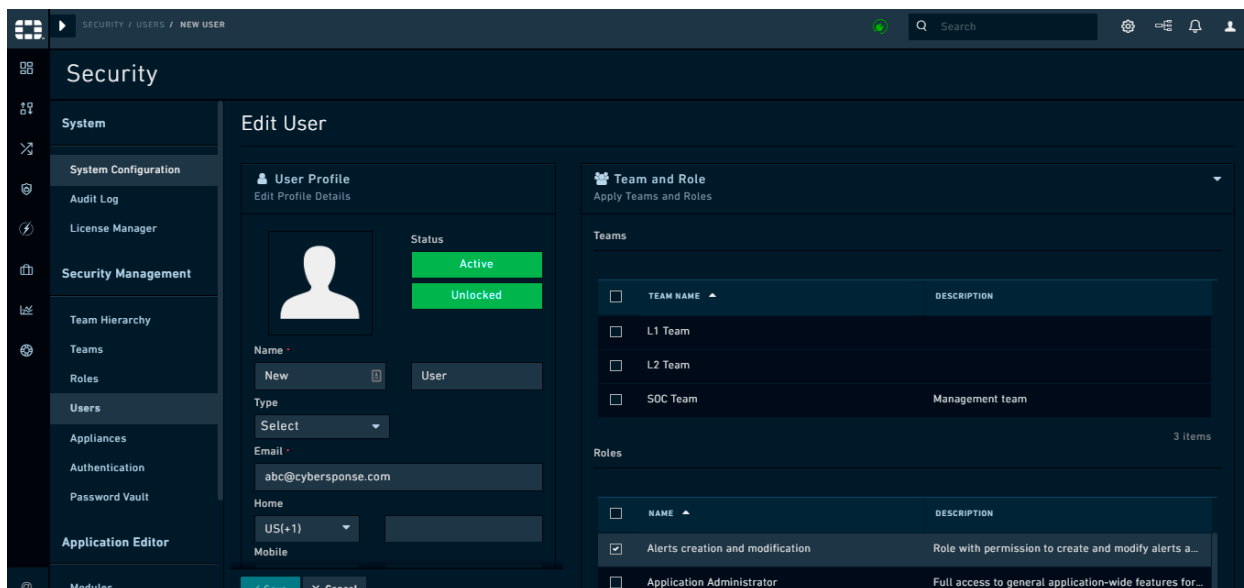 SECURITY / USERS / NEW USER
Search
Security
System
System Configuration
Audit Log
License Manager
Security Management
Team Hierarchy
Teams
Roles
Users
Appliances
Authentication
Password Vault
Application Editor
Modules
Edit User
User Profile
Edit Profile Details
Status
Active
Unlocked
Name *
New User
Type
Select
Email *
abc@cybersponse.com
Home
US(+1)
Mobile
Save Cancel
Team and Role
Apply Teams and Roles
Teams
TEAM NAME DESCRIPTION
L1 Team
L2 Team
SOC Team Management team
3 items
Roles
NAME DESCRIPTION
Alerts creation and modification Role with permission to create and modify alerts a...
Application Administrator Full access to general application-wide features for...